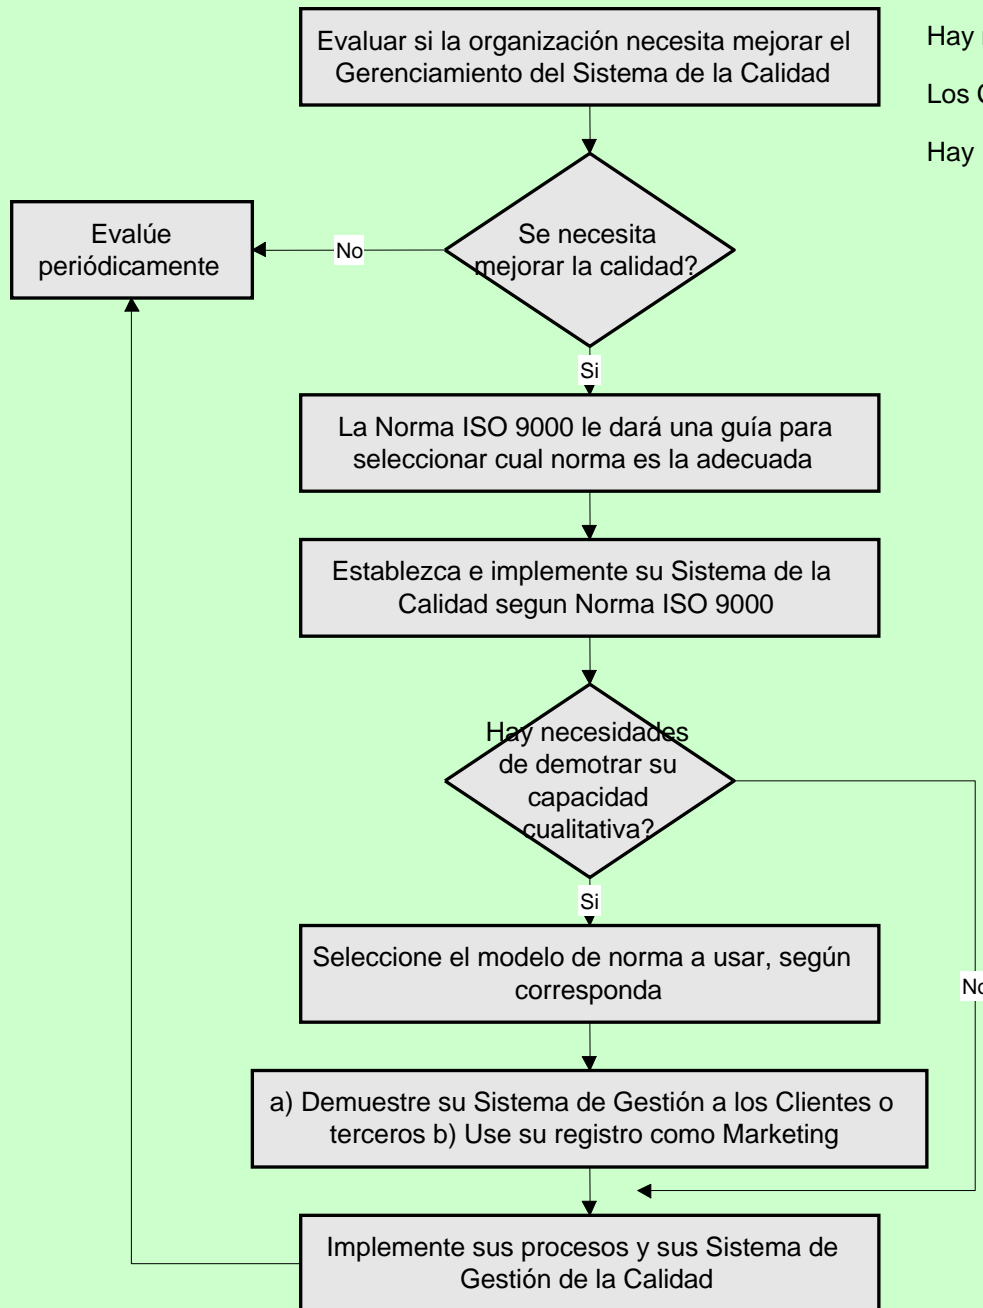 Evaluar si la organización necesita mejorar el
Gerenciamiento del Sistema de la Calidad
Hay
Los
Hay
Se necesita
mejorar la calidad?
No
Evalúe
periódicamente
Si
La Norma ISO 9000 le dará una guía para
seleccionar cual norma es la adecuada
Establezca e implemente su Sistema de la
Calidad segun Norma ISO 9000
Hay necesidades
de demotrar su
capacidad
cualitativa?
Si
No
Seleccione el modelo de norma a usar, según
corresponda
a) Demuestre su Sistema de Gestión a los Clientes o
terceros b) Use su registro como Marketing
Implemente sus procesos y sus Sistema de
Gestión de la Calidad